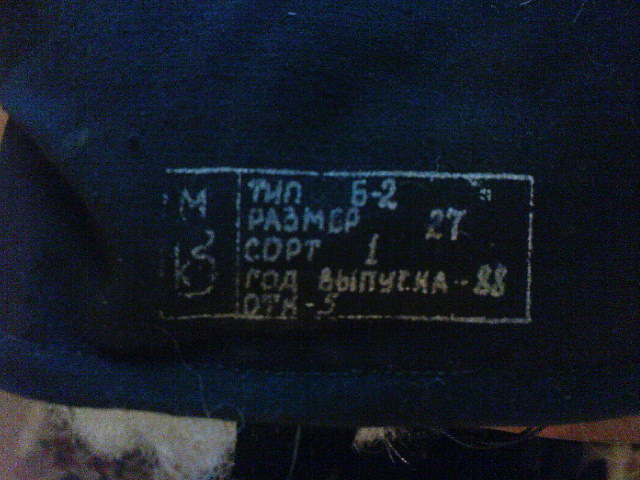 М
К
ТИП Б-2
РАЗМЕР 27
СОРТ 1
ГОД ВЫПУСКА-88
ОТК-5